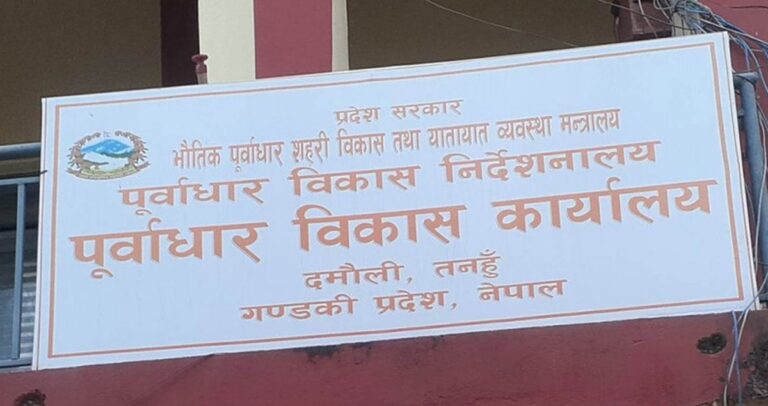 प्रदेश सरकार
भौतिक पूर्वाधार शहरी विकास तथा यातायात व्यवस्था मन्त्रालय
पूर्वाधार विकास निर्देशनालय
पूर्वाधार विकास कार्यालय
दमौली, तनहुँ
गण्डकी प्रदेश, नेपाल